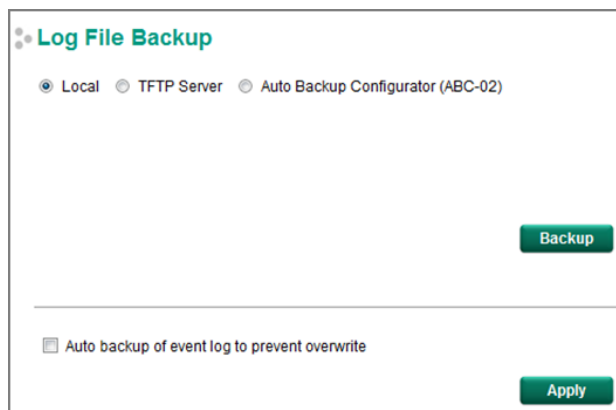 Log File Backup
Local TFTP Server Auto Backup Configurator (ABC-02)
Backup
Auto backup of event log to prevent overwrite
Apply